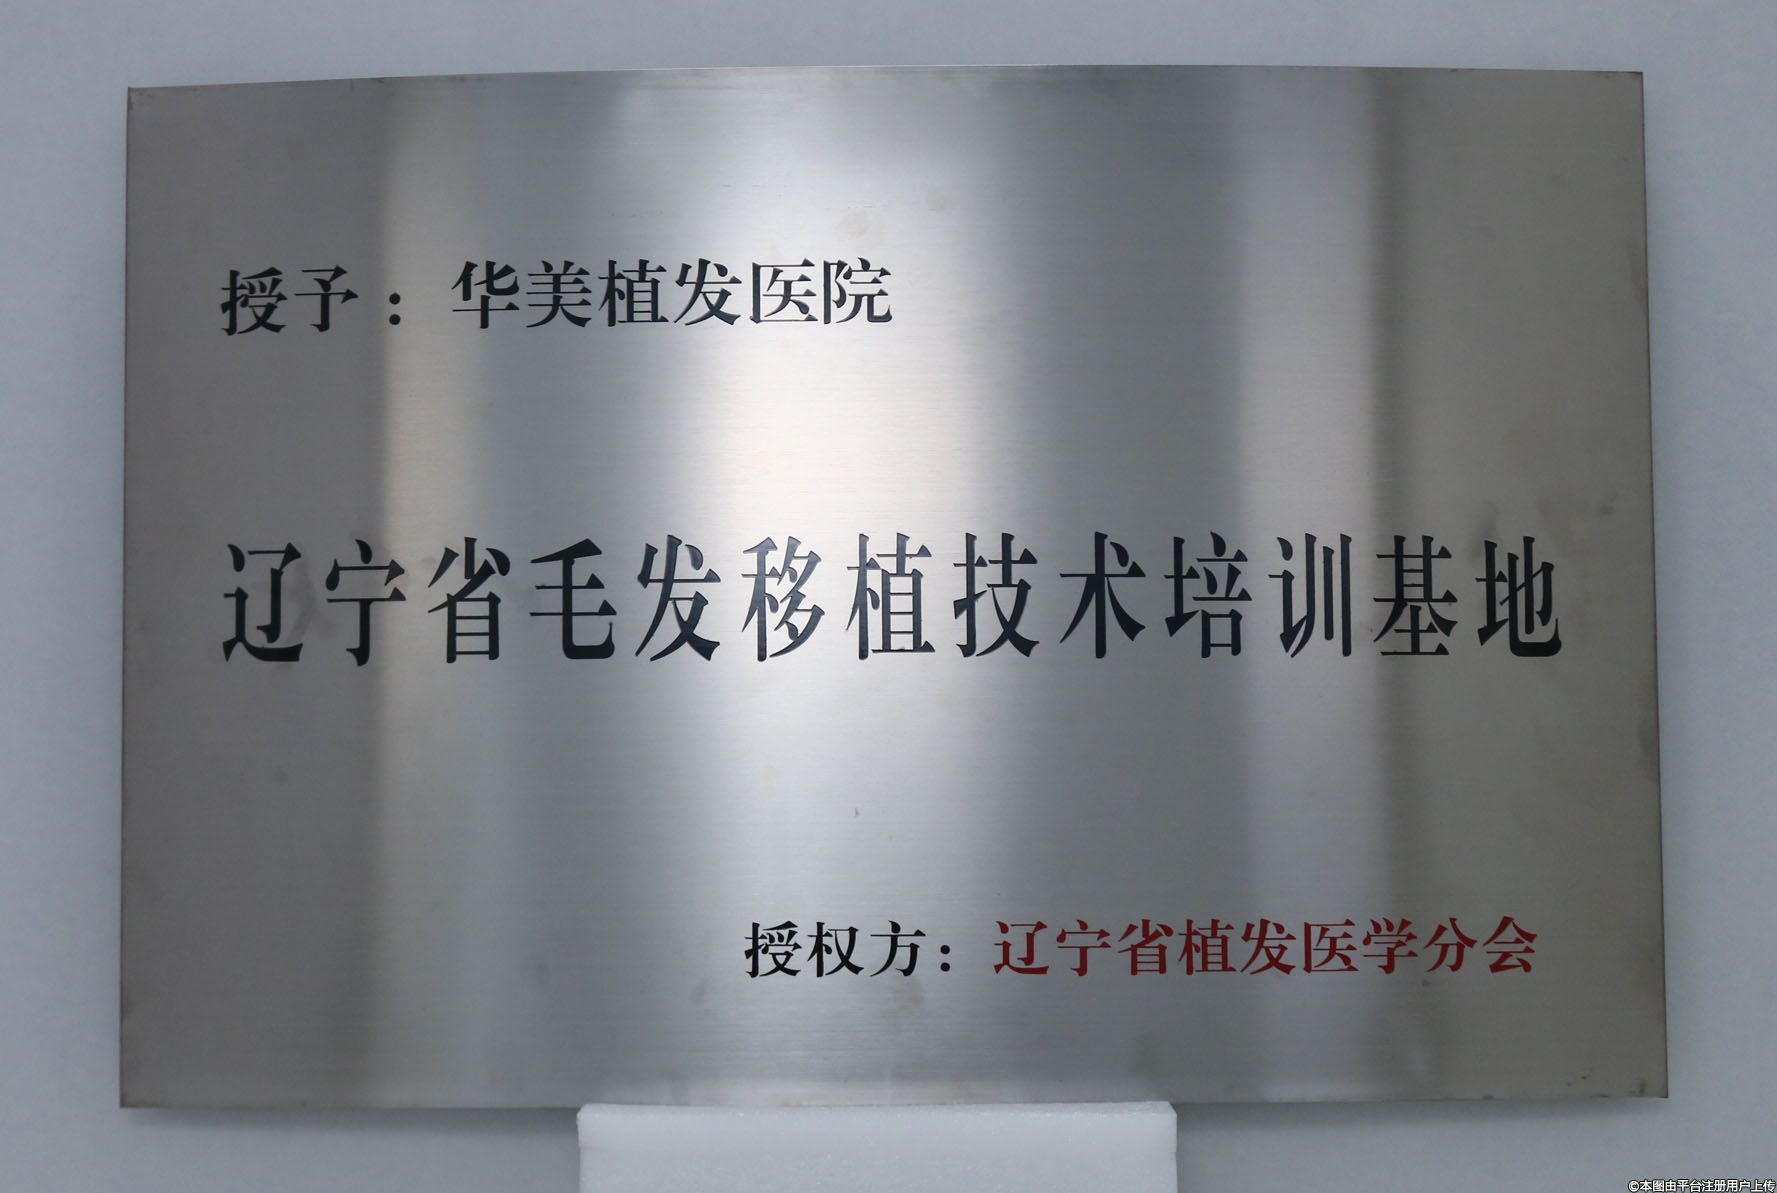 授予：华美植发医院
辽宁省毛发移植技术培训基地
授权方：辽宁省植发医学分会
©本图由平台注册用户上传